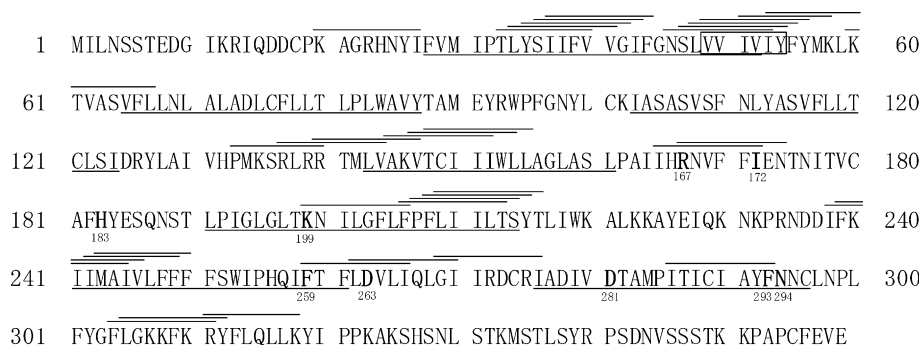 1 MILNSSTEDG IKRIQDDCPK AGRHNYIFVM IPTLYSIIFV VGIFGNSLVV IVIYFYMKLK 60
61 TVASVFLLNL ALADLCFLLT LPLWAVYTAM EYRWPFGNYL CKIASASVSF NLYASVFLLT 120
121 CLSIDRYLAI VHPMKSRLRR TMLVAKVTCI IIWLLAGLAS LPAIIHRNVF FIENTNITVC 180
167 172
181 AFHYESQNST LPIGLGLTKN ILGFLFPFLI ILTSYTLIWK ALKKAYEIQK NKPRNDDIFK 240
183 199
241 IIMAIVLFFF FSWIPHQIFT FLDVLIQLGI IRDCRIADIV DTAMPITICI AYFNNCLNPL 300
259 263 281 293 294
301 FYGFLGKKFK RYFLQLLKYI PPKAKSHSNL STKMSTLSYR PSDNVSSSTK KPAPCFEVE